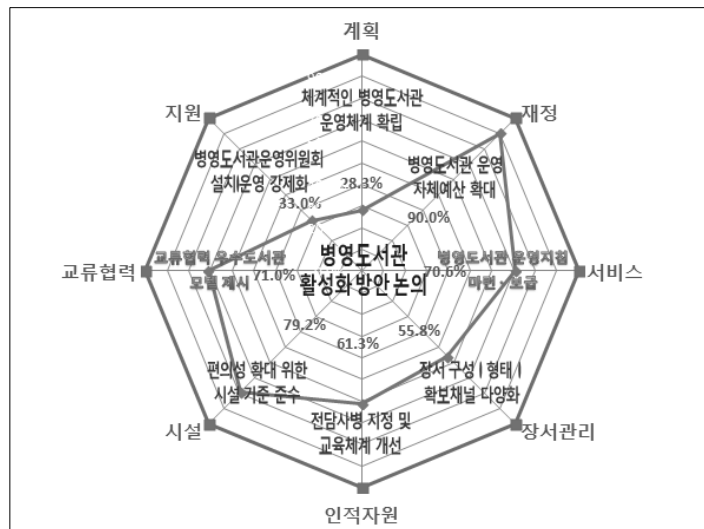 계획
체계적인 병영도서관
운영체계 확립
28.3%
재정
병영도서관 운영
자체예산 확대
90.0%
서비스
병영도서관 운영지침
마련·보급
70.6%
장서관리
장서 구성ㅣ형태ㅣ
확보채널 다양화
55.8%
인적자원
전담사병 지정 및
교육체계 개선
61.3%
시설
편의성 확대 위한
시설 기준 준수
79.2%
교류협력
교류협력 우수도서관
모델 제시
71.0%
지원
병영도서관운영위원회
설치운영 강제화
33.0%
병영도서관
활성화 방안 논의